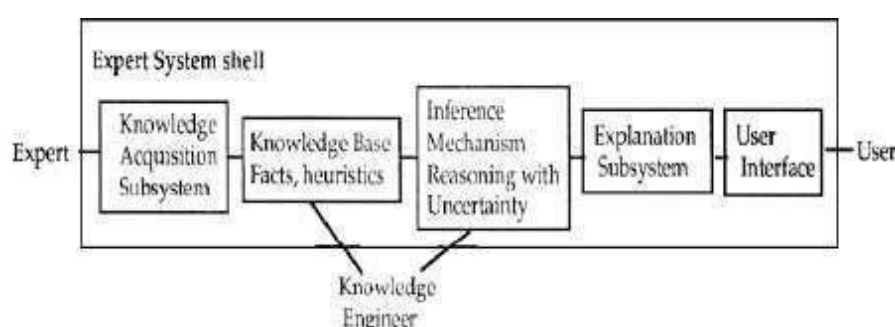 Expert System shell
Expert
Knowledge
Acquisition
Subsystem
Knowledge Base
Facts, heuristics
Inference
Mechanism
Reasoning with
Uncertainty
Explanation
Subsystem
User
Interface
User
Knowledge
Engineer